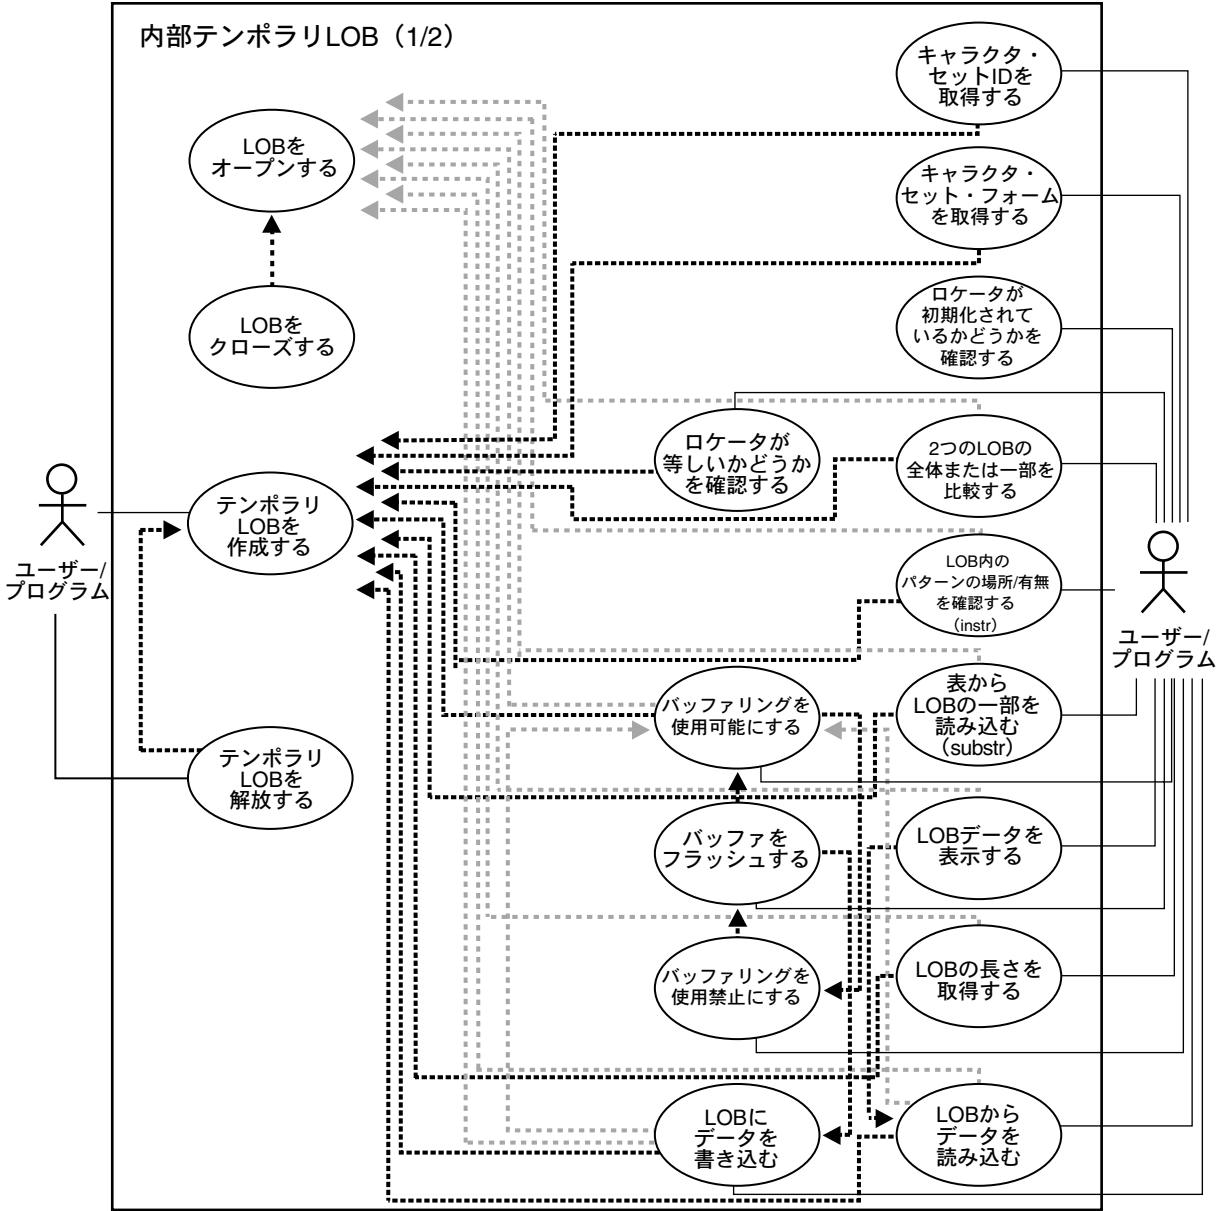 内部テンポラリLOB（1/2）
キャラクタ・
セットIDを
取得する
LOBを
オープンする
キャラクタ・
セット・フォーム
を取得する
LOBを
クローズする
ロケータが
初期化されて
いるかどうかを
確認する
ロケータが
等しいかどうか
を確認する
2つのLOBの
全体または一部を
比較する
テンポラリ
LOBを
作成する
ユーザー/
プログラム
LOB内の
パターンの場所/有無
を確認する
（instr）
ユーザー/
プログラム
バッファリングを
使用可能にする
表から
LOBの一部を
読み込む
（substr）
テンポラリ
LOBを
解放する
バッファを
フラッシュする
LOBデータを
表示する
バッファリングを
使用禁止にする
LOBの長さを
取得する
LOBに
データを
書き込む
LOBから
データを
読み込む